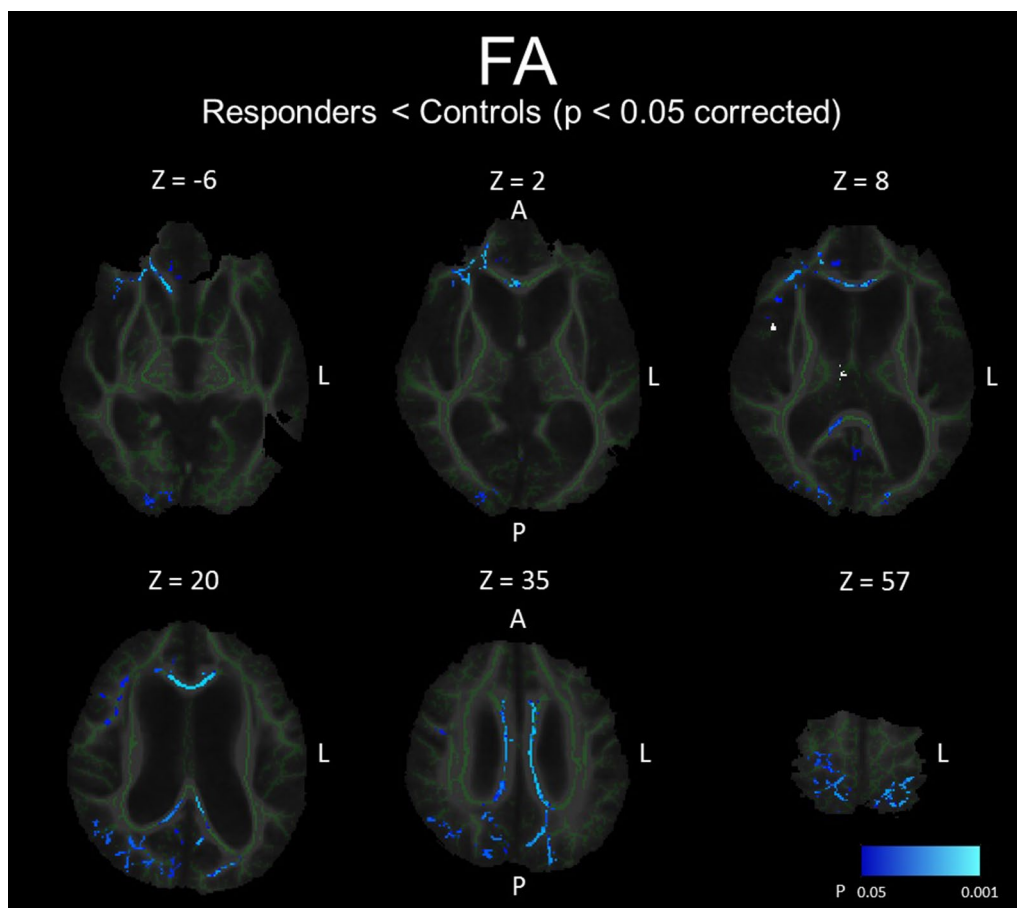 FA
Responders < Controls (p < 0.05 corrected)
Z = -6
Z = 2
Z = 8
A
L
L
L
P
Z = 20
Z = 35
Z = 57
A
L
L
L
P
P 0.05 0.001